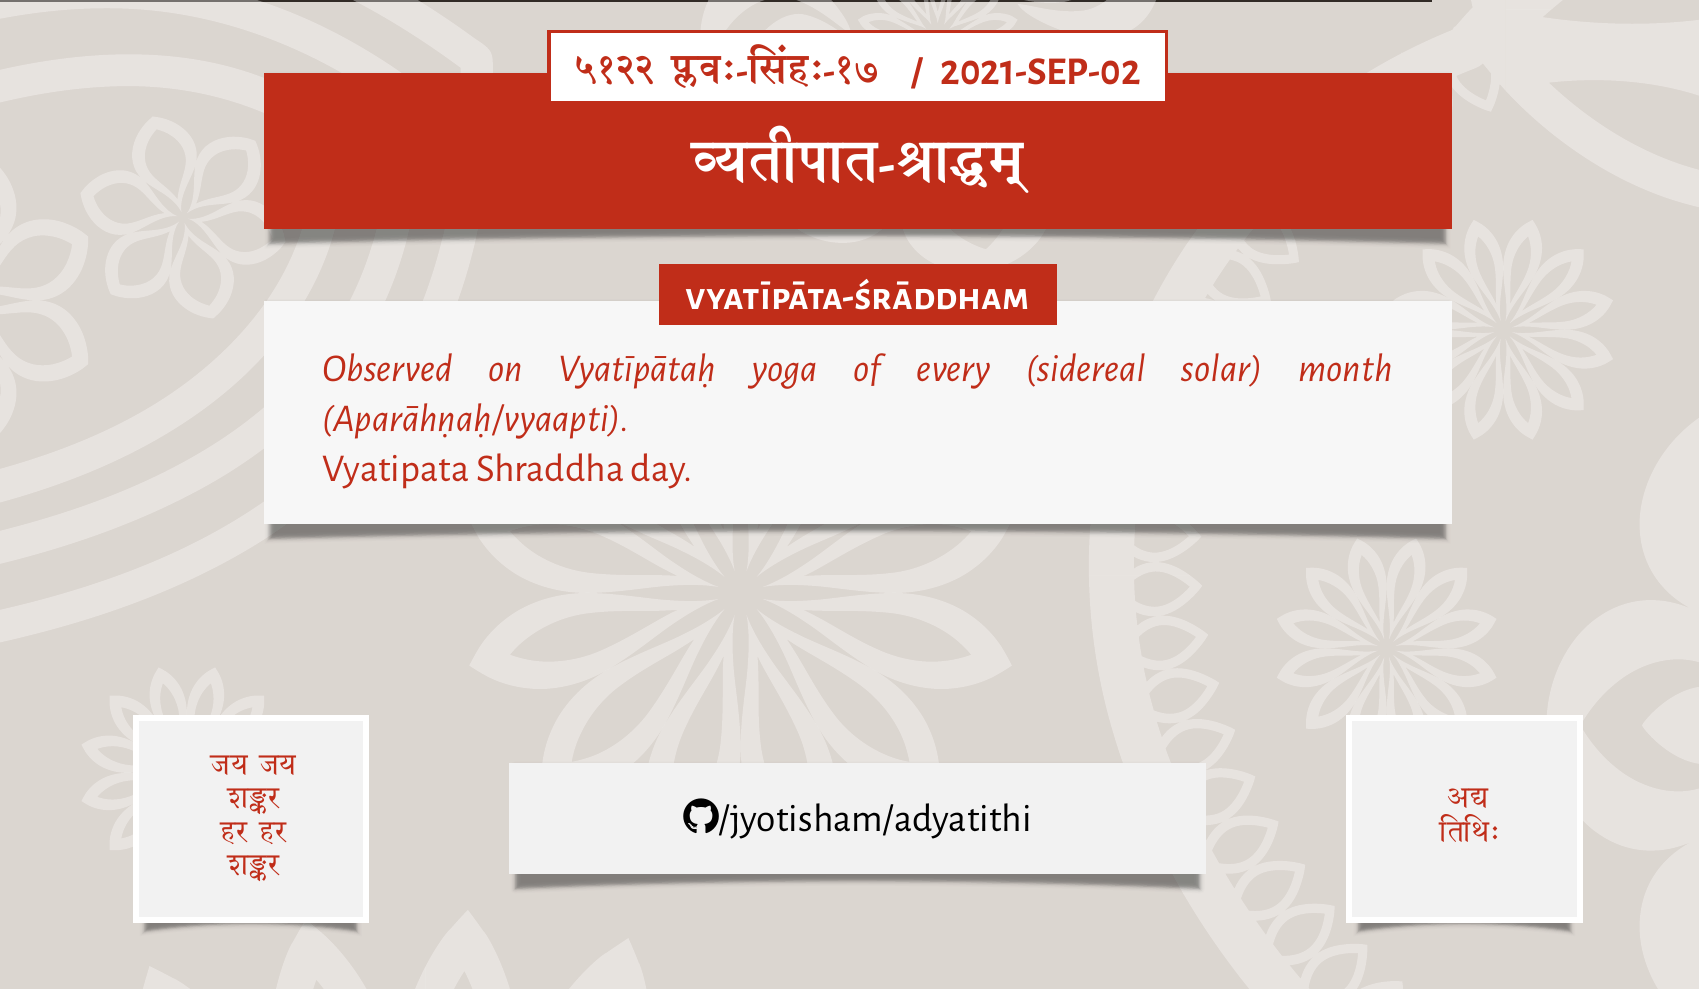 ५१२२ प्लवः-सिंहः-१७ / 2021-SEP-02
व्यतीपात-श्राद्धम्
VYATĪPĀTA-ŚRĀDDHAM
Observed on Vyatīpātaḥ yoga of every (sidereal solar) month
(Aparāhṇaḥ/vyaapti).
Vyatipata Shraddha day.
जय जय
शङ्कर
हर हर
शङ्कर
/jyotisham/adyatithi
अद्य
तिथिः